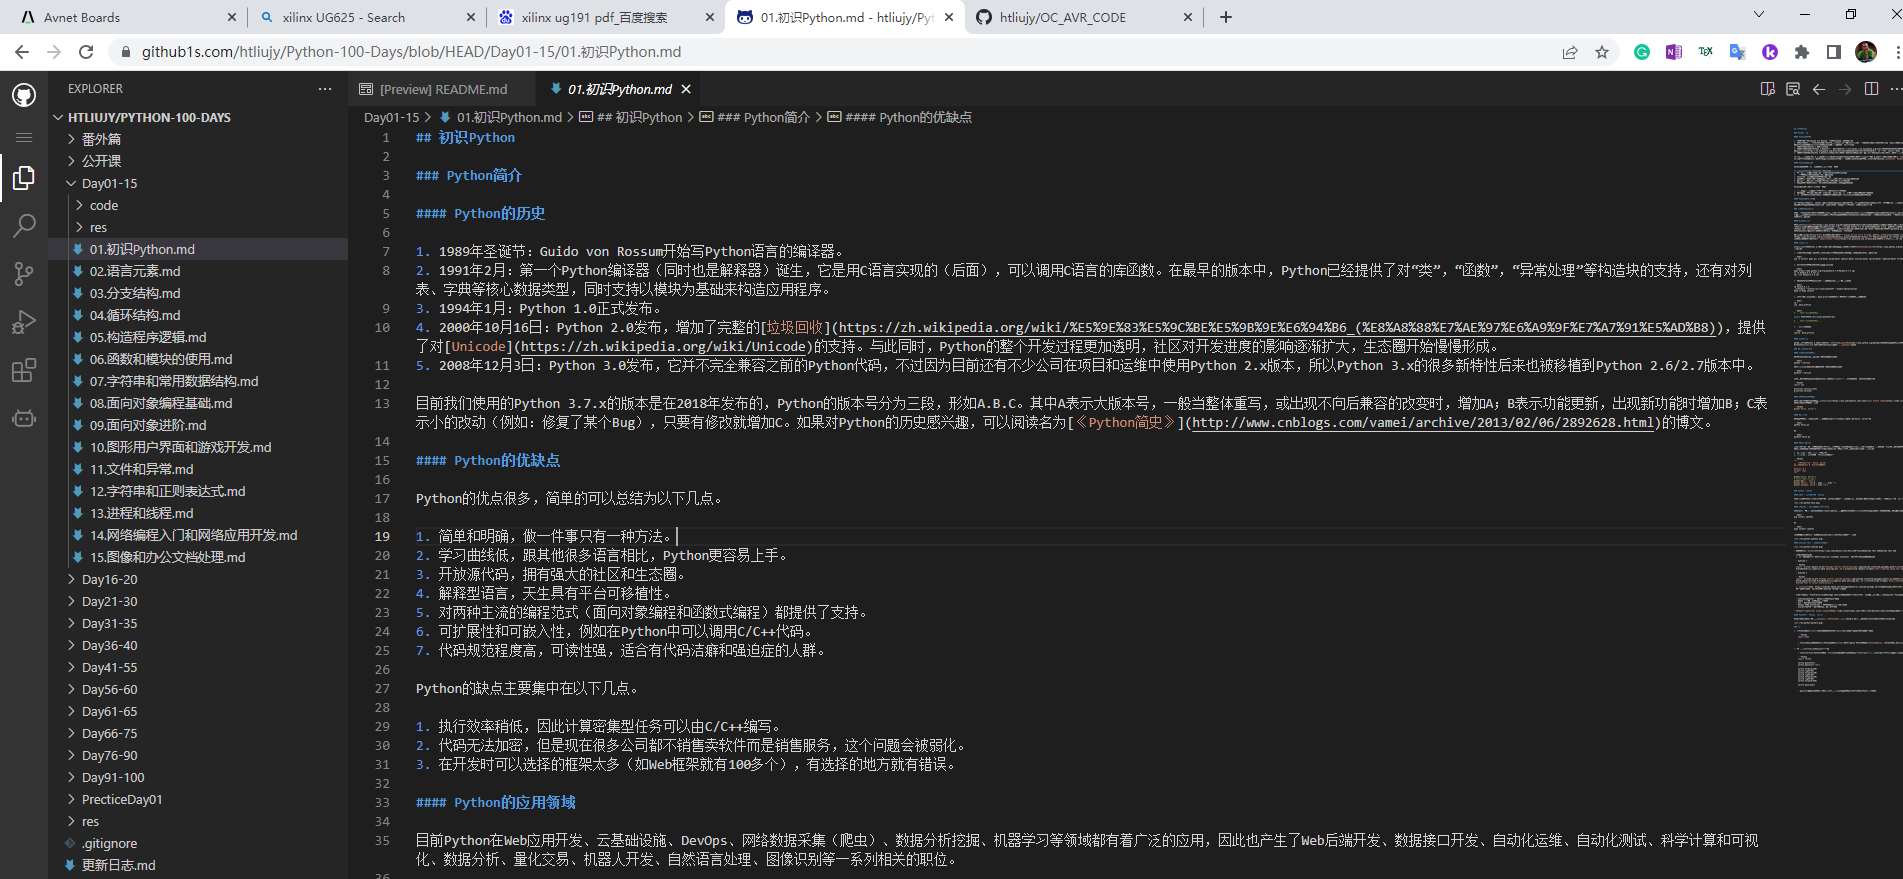 Avnet Boards
xilinx UG625 - Search
xilinx ug191 pdf_百度搜索
01.初识Python.md - htliujy/Pyt
htliujy/OC_AVR_CODE
github1s.com/htliujy/Python-100-Days/blob/HEAD/Day01-15/01.初识Python.md
EXPLORER
HTLIUJY/PYTHON-100-DAYS
番外篇
公开课
Day01-15
code
res
01.初识Python.md
02.语言元素.md
03.分支结构.md
04.循环结构.md
05.构造程序逻辑.md
06.函数和模块的使用.md
07.字符串和常用数据结构.md
08.面向对象编程基础.md
09.面向对象进阶.md
10.图形用户界面和游戏开发.md
11.文件和异常.md
12.字符串和正则表达式.md
13.进程和线程.md
14.网络编程入门和网络应用开发.md
15.图像和办公文档处理.md
Day16-20
Day21-30
Day31-35
Day36-40
Day41-55
Day56-60
Day61-65
Day66-75
Day76-90
Day91-100
PrecticeDay01
res
.gitignore
更新日志.md
[Preview] README.md
01.初识Python.md
Day01-15 > 01.初识Python.md > ## 初识Python > ### Python简介 > #### Python的优缺点
1 ## 初识Python
2
3 ### Python简介
4
5 #### Python的历史
6
7 1. 1989年圣诞节：Guido von Rossum开始写Python语言的编译器。
8 2. 1991年2月：第一个Python编译器（同时也是解释器）诞生，它是用C语言实现的（后面），可以调用C语言的库函数。在最早的版本中，Python已经提供了对“类”，“函数”，“异常处理”等构造块的支持，还有对列
表、字典等核心数据类型，同时支持以模块为基础来构造应用程序。
9 3. 1994年1月：Python 1.0正式发布。
10 4. 2000年10月16日：Python 2.0发布，增加了完整的[垃圾回收](https://zh.wikipedia.org/wiki/%E5%9E%83%E5%9C%BE%E5%9B%9E%E6%94%B6_(%E8%A8%88%E7%AE%97%E6%A9%9F%E7%A7%91%E5%AD%B8))，提供
了对[Unicode](https://zh.wikipedia.org/wiki/Unicode)的支持。与此同时，Python的整个开发过程更加透明，社区对开发进度的影响逐渐扩大，生态圈开始慢慢形成。
11 5. 2008年12月3日：Python 3.0发布，它并不完全兼容之前的Python代码，不过因为目前还有不少公司在项目和运维中使用Python 2.x版本，所以Python 3.x的很多新特性后来也被移植到Python 2.6/2.7版本中。
12
13 目前我们使用的Python 3.7.x的版本是在2018年发布的，Python的版本号分为三段，形如A.B.C。其中A表示大版本号，一般当整体重写，或出现不向后兼容的改变时，增加A；B表示功能更新，出现新功能时增加B；C表
示小的改动（例如：修复了某个Bug），只要有修改就增加C。如果对Python的历史感兴趣，可以阅读名为[《Python简史》](http://www.cnblogs.com/vamei/archive/2013/02/06/2892628.html)的博文。
14
15 #### Python的优缺点
16
17 Python的优点很多，简单的可以总结为以下几点。
18
19 1. 简单和明确，做一件事只有一种方法。
20 2. 学习曲线低，跟其他很多语言相比，Python更容易上手。
21 3. 开放源代码，拥有强大的社区和生态圈。
22 4. 解释型语言，天生具有平台可移植性。
23 5. 对两种主流的编程范式（面向对象编程和函数式编程）都提供了支持。
24 6. 可扩展性和可嵌入性，例如在Python中可以调用C/C++代码。
25 7. 代码规范程度高，可读性强，适合有代码洁癖和强迫症的人群。
26
27 Python的缺点主要集中在以下几点。
28
29 1. 执行效率稍低，因此计算密集型任务可以由C/C++编写。
30 2. 代码无法加密，但是现在很多公司都不销售卖软件而是销售服务，这个问题会被弱化。
31 3. 在开发时可以选择的框架太多（如Web框架就有100多个），有选择的地方就有错误。
32
33 #### Python的应用领域
34
35 目前Python在Web应用开发、云基础设施、DevOps、网络数据采集（爬虫）、数据分析挖掘、机器学习等领域都有着广泛的应用，因此也产生了Web后端开发、数据接口开发、自动化运维、自动化测试、科学计算和可视
化、数据分析、量化交易、机器人开发、自然语言处理、图像识别等一系列相关的职位。
36